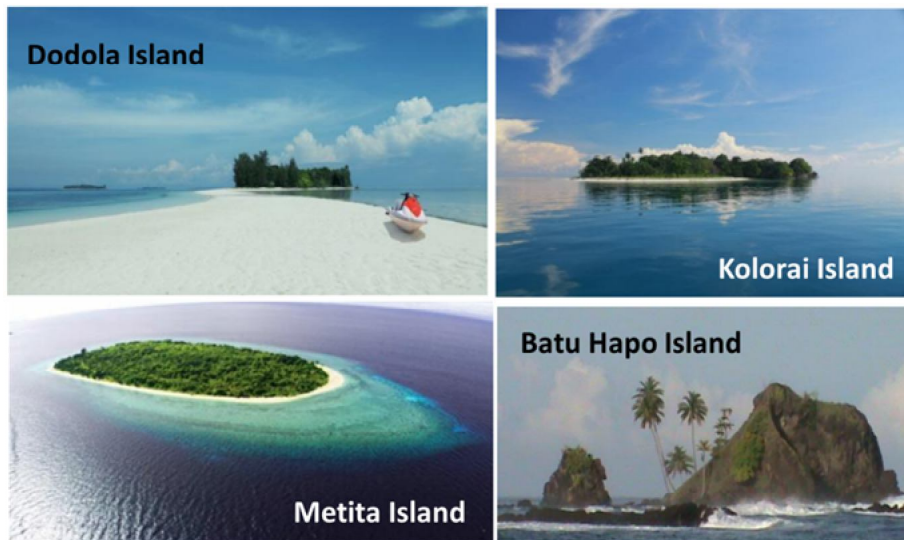 Dodola Island
Kolorai Island
Metita Island
Batu Hapo Island